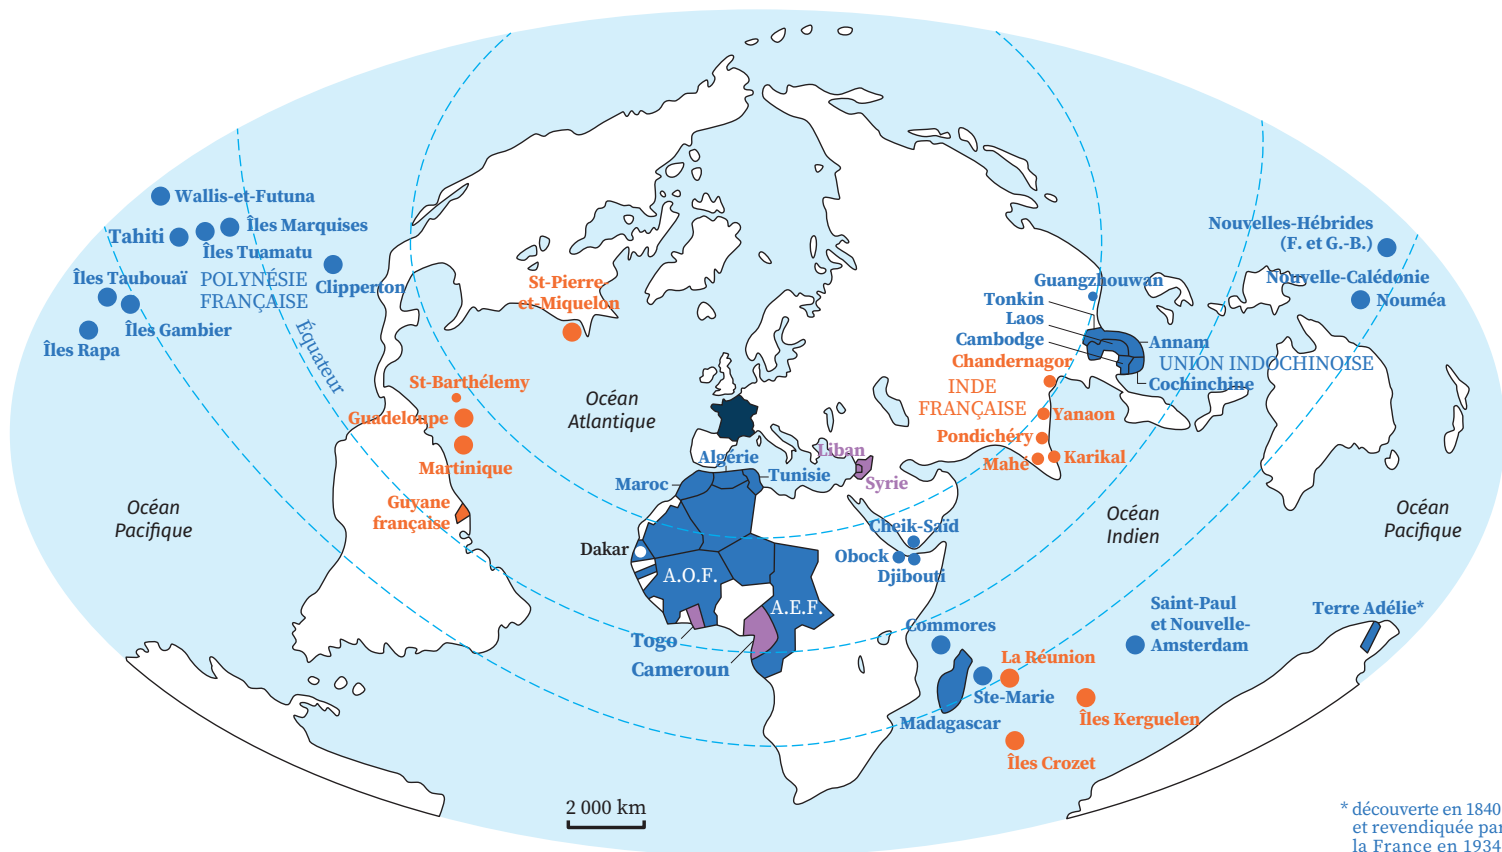 Wallis-et-Futuna
Tahiti
Îles Marquises
Îles Tuamatu
Îles Taubouaï
POLYNÉSIE
FRANÇAISE
Clipperton
Îles Gambier
Îles Rapa
Équateur
St-Pierre-
et-Miquelon
St-Barthélemy
Guadeloupe
Martinique
Guyane
française
Océan
Atlantique
Océan
Pacifique
Nouvelles-Hébrides
(F. et G.-B.)
Nouvelle-Calédonie
Nouméa
Guangzhouwan
Tonkin
Laos
Cambodge
Annam
UNION INDOCHINOISE
Cochinchine
Chandernagor
INDE
FRANÇAISE
Yanaon
Pondichéry
Mahé
Karikal
Liban
Syrie
Algérie
Tunisie
Maroc
Dakar
A.O.F.
A.E.F.
Togo
Cameroun
Cheik-Saïd
Obock
Djibouti
Océan
Indien
Océan
Pacifique
Commores
Madagascar
Ste-Marie
La Réunion
Îles Kerguelen
Îles Crozet
Saint-Paul
et Nouvelle-
Amsterdam
Terre Adélie*
2 000 km
* découverte en 1840
et revendiquée par
la France en 1934